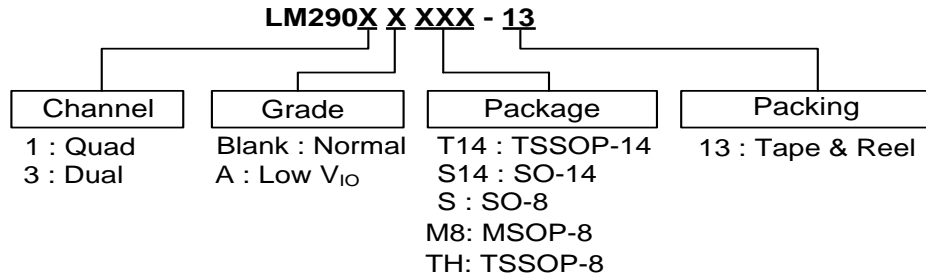 LM290X X XXX - 13
Channel
1 : Quad
3 : Dual
Grade
Blank : Normal
A : Low VIO
Package
T14 : TSSOP-14
S14 : SO-14
S : SO-8
M8: MSOP-8
TH: TSSOP-8
Packing
13 : Tape & Reel